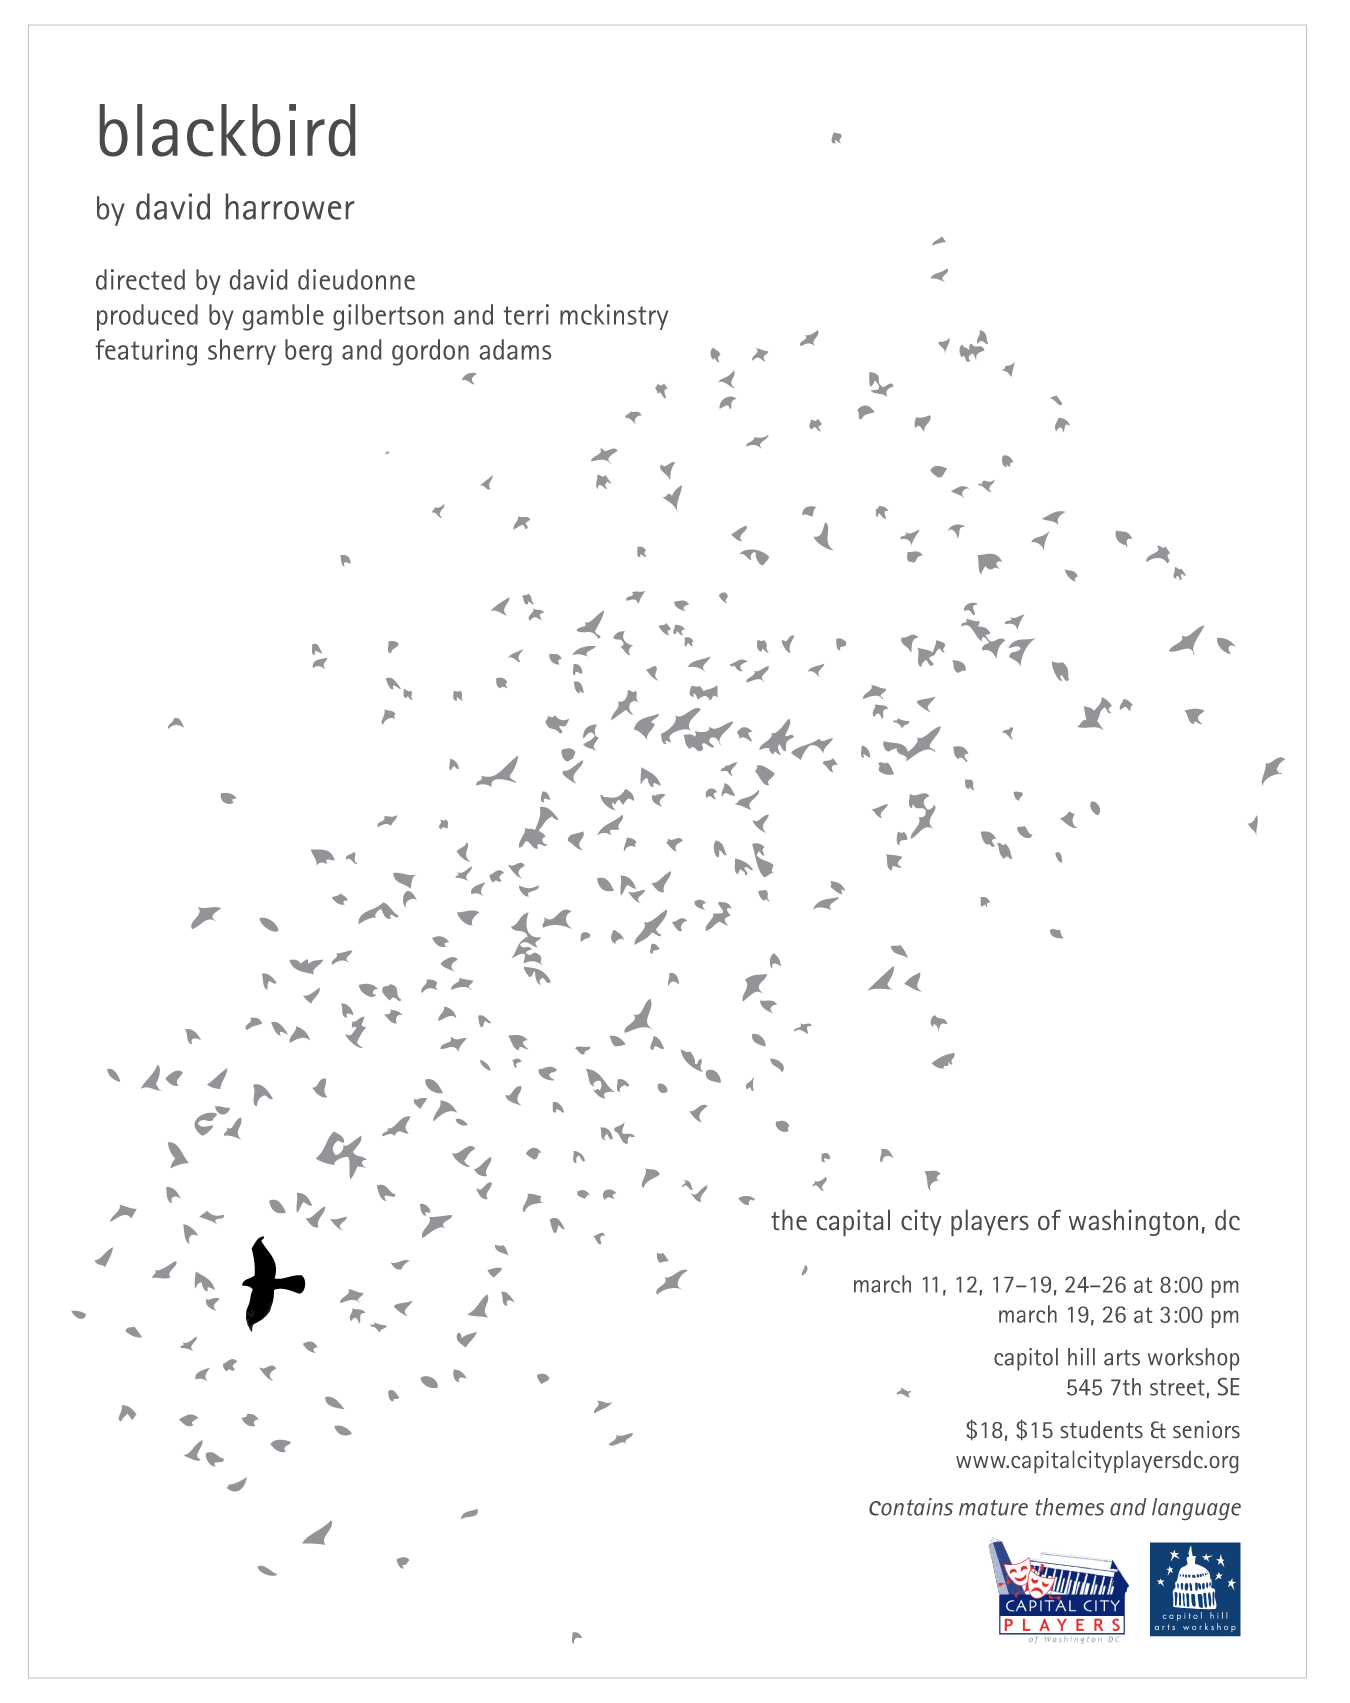 blackbird
by david harrower
directed by david dieudonne
produced by gamble gilbertson and terri mckinstry
featuring sherry berg and gordon adams
the capital city players of washington, dc
march 11, 12, 17–19, 24–26 at 8:00 pm
march 19, 26 at 3:00 pm
capitol hill arts workshop
545 7th street, SE
$18, $15 students & seniors
www.capitalcityplayersdc.org
contains mature themes and language
CAPITAL CITY
PLAYERS
of Washington DC
capitol hill
arts workshop